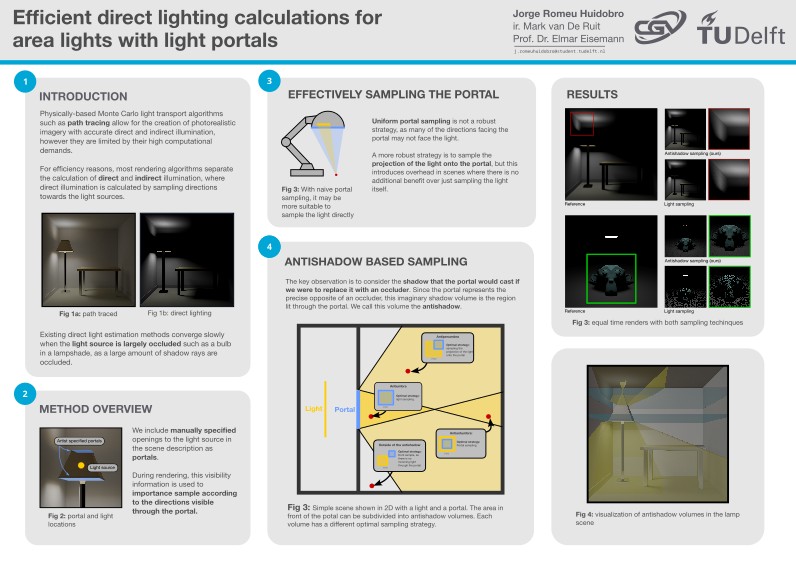 Efficient direct lighting calculations for
area lights with light portals
Jorge Romeu Huidobro
ir. Mark van De Ruit
Prof. Dr. Elmar Eisemann
j.romeuhuidobro@student.tudelft.nl
CGV
TUDelft
1
INTRODUCTION
Physically-based Monte Carlo light transport algorithms
such as path tracing allow for the creation of photorealistic
imagery with accurate direct and indirect illumination,
however they are limited by their high computational
demands.
For efficiency reasons, most rendering algorithms separate
the calculation of direct and indirect illumination, where
direct illumination is calculated by sampling directions
towards the light sources.
Fig 1a: path traced
Fig 1b: direct lighting
Existing direct light estimation methods converge slowly
when the light source is largely occluded such as a bulb
in a lampshade, as a large amount of shadow rays are
occluded.
2
METHOD OVERVIEW
Artist specified portals
Light source
Fig 2: portal and light
locations
We include manually specified
openings to the light source in
the scene description as
portals.
During rendering, this visibility
information is used to
importance sample according
to the directions visible
through the portal.
3
EFFECTIVELY SAMPLING THE PORTAL
Fig 3: With naive portal
sampling, it may be
more suitable to
sample the light directly
Uniform portal sampling is not a robust
strategy, as many of the directions facing the
portal may not face the light.
A more robust strategy is to sample the
projection of the light onto the portal, but this
introduces overhead in scenes where there is no
additional benefit over just sampling the light
itself.
4
ANTISHADOW BASED SAMPLING
The key observation is to consider the shadow that the portal would cast if
we were to replace it with an occluder. Since the portal represents the
precise opposite of an occluder, this imaginary shadow volume is the region
lit through the portal. We call this volume the antishadow.
Light
Portal
Antipenumbra
Antiumbra
Optimal strategy:
light sampling
Antiantumbra
Optimal strategy:
Portal sampling
Outside of the antishadow
Fig 3: Simple scene shown in 2D with a light and a portal. The area in
front of the potal can be subdivided into antishadow volumes. Each
volume has a different optimal sampling strategy.
RESULTS
Reference
Antishadow sampling (ours)
Light sampling
Reference
Antishadow sampling (ours)
Light sampling
Fig 3: equal time renders with both sampling techinques
Fig 4: visualization of antishadow volumes in the lamp
scene